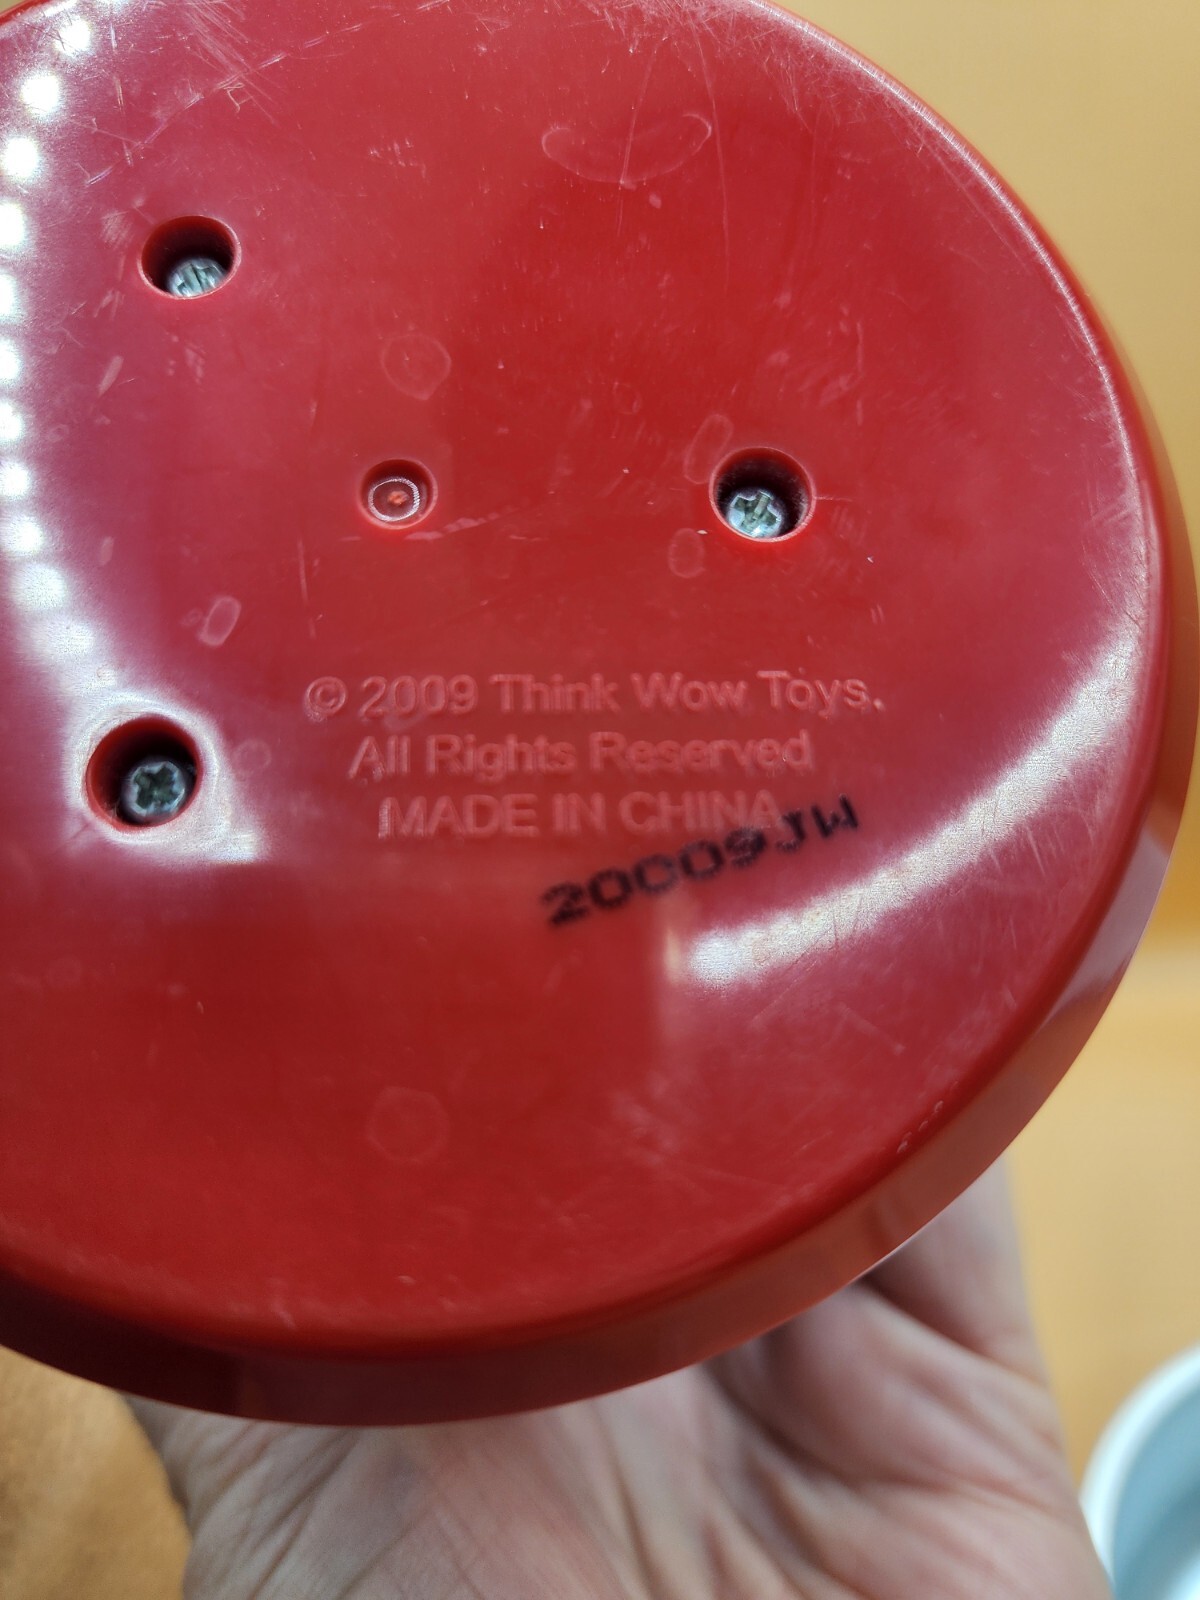 © 2009 Think Wow Toys.
All Rights Reserved
MADE IN CHINA
20009JW